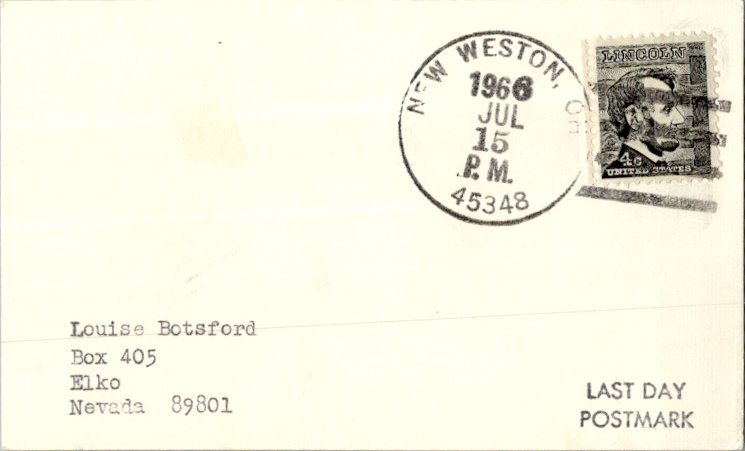 NEW WESTON, OH
1966
JUL
15
P.M.
45348
LINCOLN
4c
UNITED STATES
Louise Botsford
Box 405
Elko
Nevada 89801
LAST DAY
POSTMARK